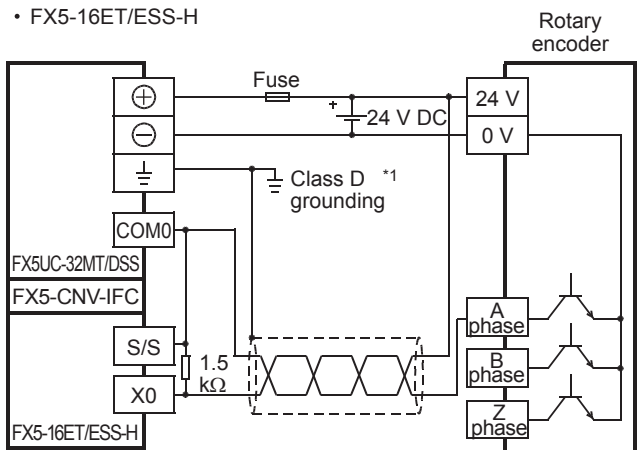 • FX5-16ET/ESS-H
Rotary
encoder
Fuse
24 V
+
24 V DC
0 V
Class D *1
grounding
COM0
FX5UC-32MT/DSS
FX5-CNV-IFC
S/S
1.5
kΩ
X0
FX5-16ET/ESS-H
A
phase
B
phase
Z
phase